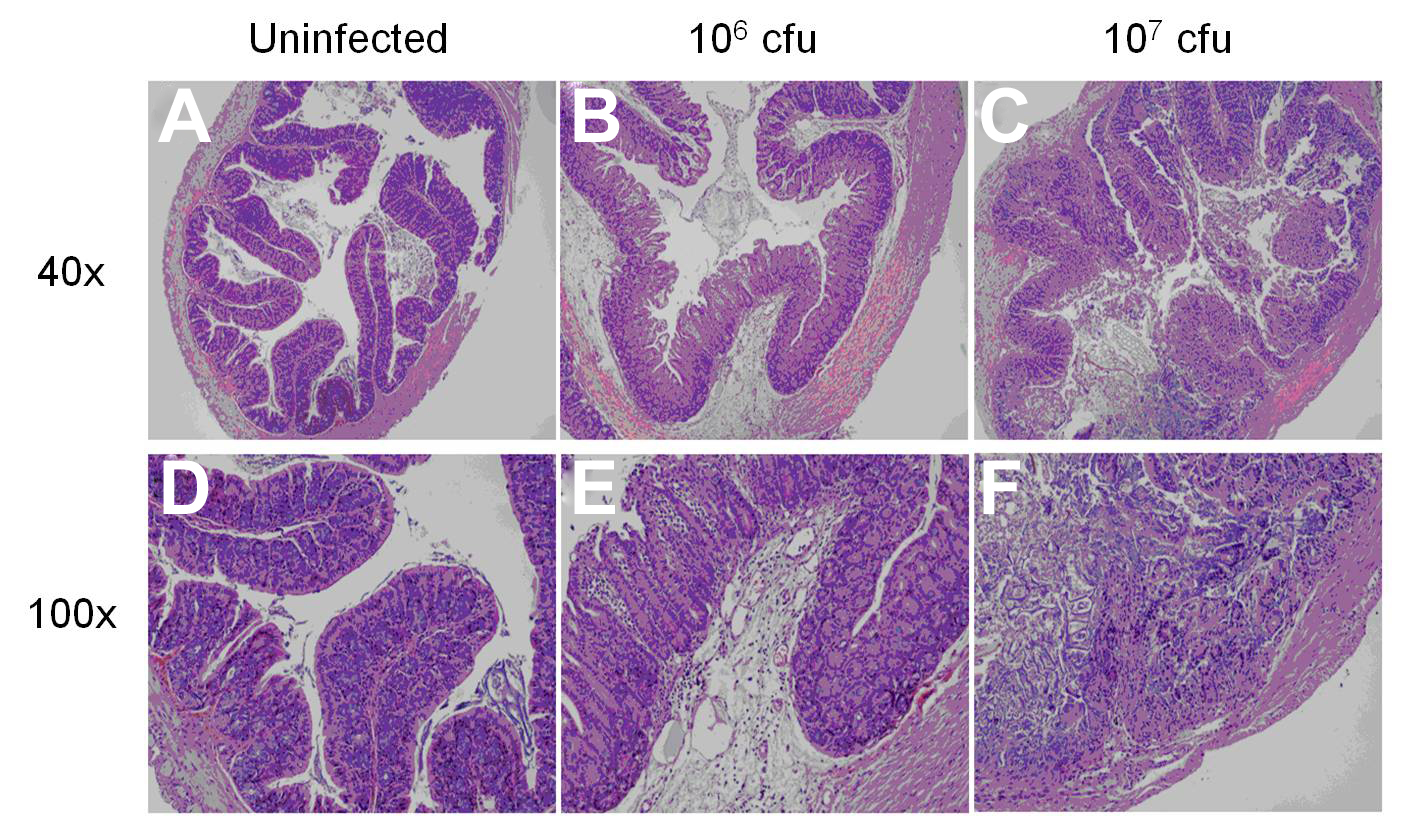 Uninfected 10⁶ cfu 10⁷ cfu
A B C
40x
D E F
100x